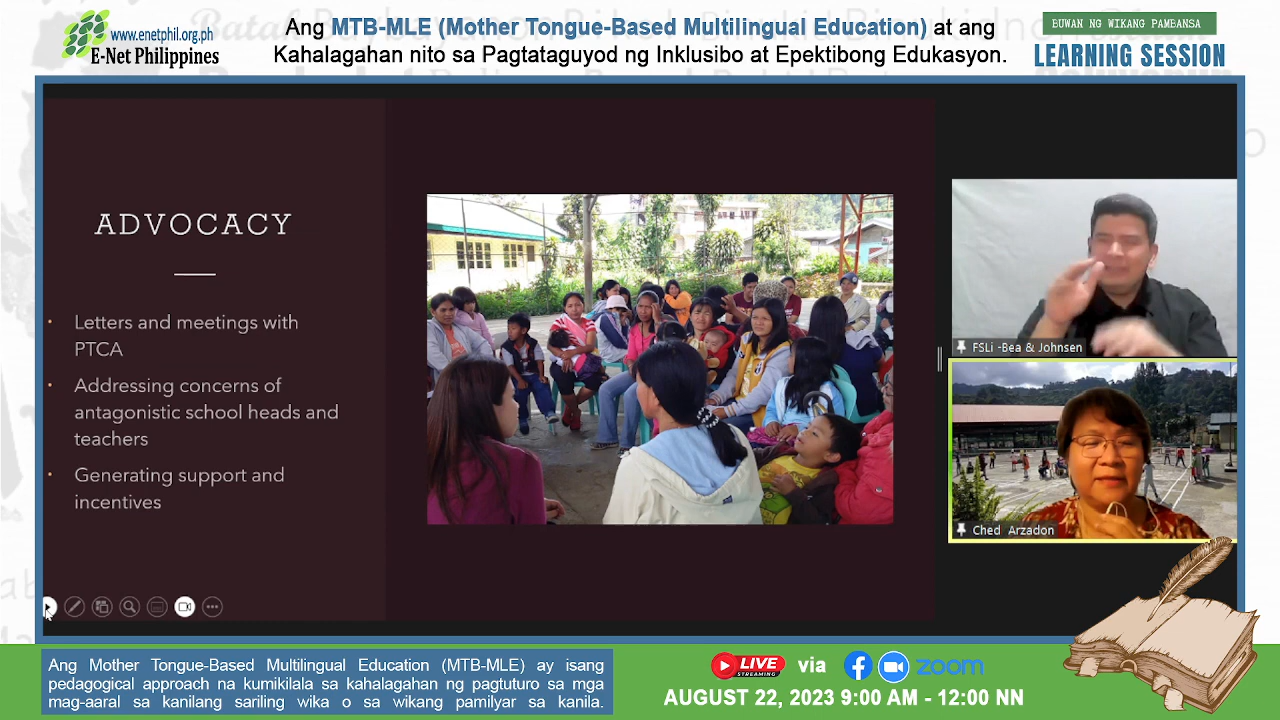 www.enetphil.org.ph
E-Net Philippines
Ang MTB-MLE (Mother Tongue-Based Multilingual Education) at ang
Kahalagahan nito sa Pagtataguyod ng Inklusibo at Epektibong Edukasyon.
BUWAN NG WIKANG PAMBANSA
LEARNING SESSION
ADVOCACY
• Letters and meetings with
PTCA
• Addressing concerns of
antagonistic school heads and
teachers
• Generating support and
incentives
FSLi -Bea & Johnsen
Ched Arzadon
Ang Mother Tongue-Based Multilingual Education (MTB-MLE) ay isang
pedagogical approach na kumikilala sa kahalagahan ng pagtuturo sa mga
mag-aaral sa kanilang sariling wika o sa wikang pamilyar sa kanila.
LIVE
STREAMING
via
zoom
AUGUST 22, 2023 9:00 AM - 12:00 NN